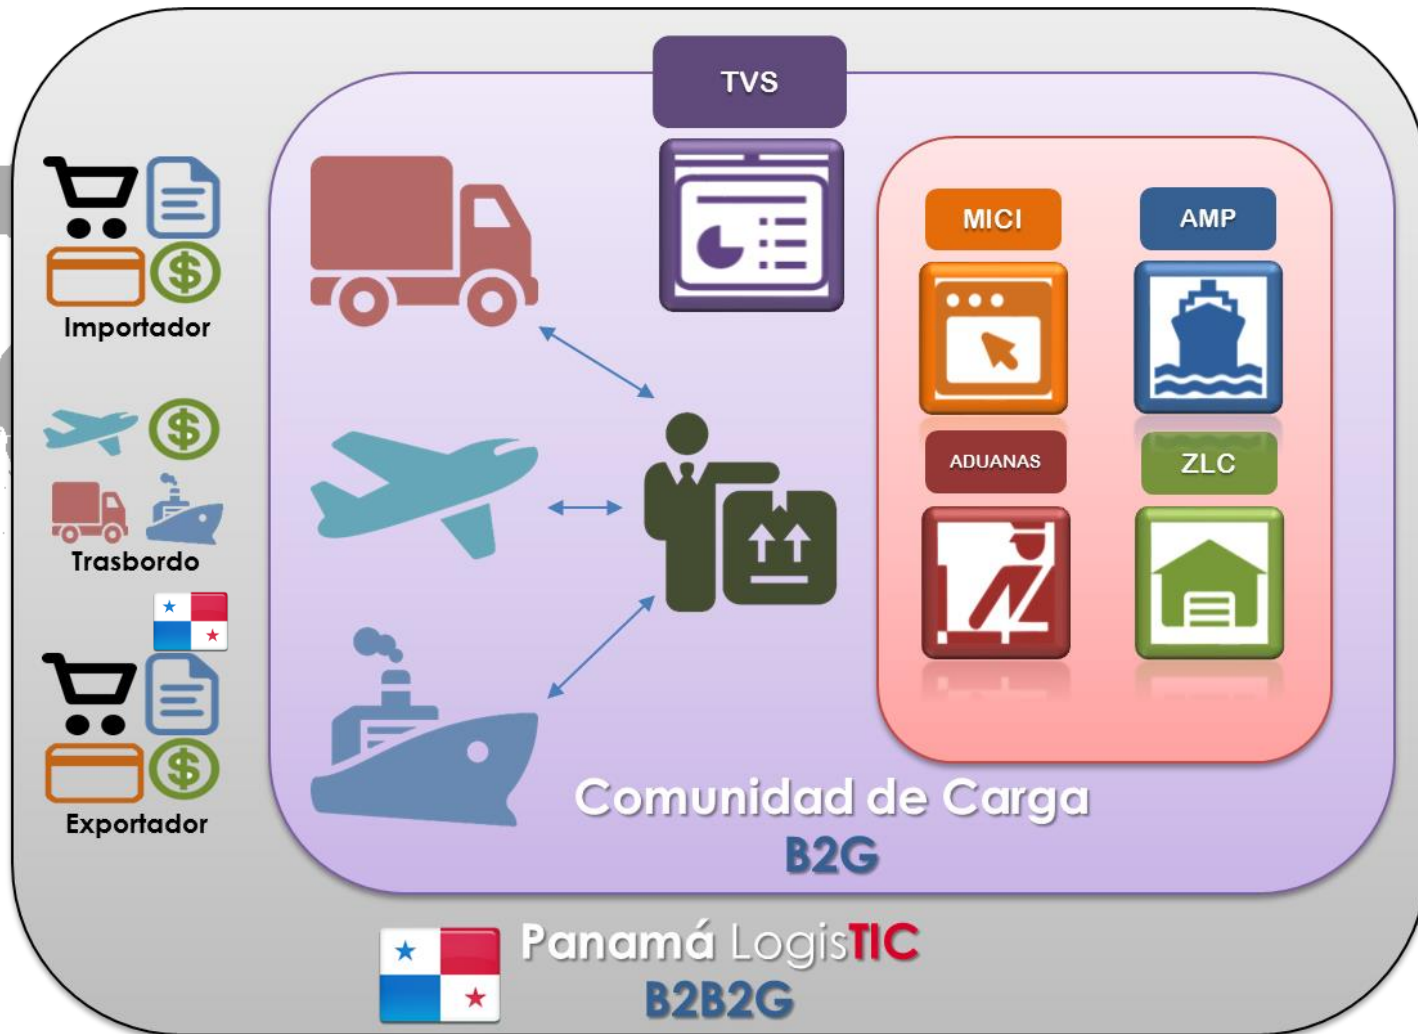 TVS
MICI
AMP
Importador
ADUANAS
ZLC
Trasbordo
Exportador
Comunidad de Carga
B2G
Panamá LogisTIC
B2B2G